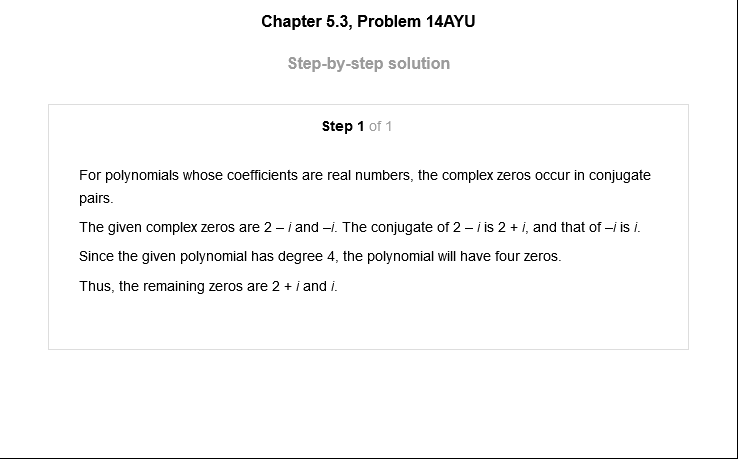 Chapter 5.3, Problem 14AYU
Step-by-step solution
Step 1 of 1
For polynomials whose coefficients are real numbers, the complex zeros occur in conjugate
pairs.
The given complex zeros are 2 – i and –i. The conjugate of 2 – i is 2 + i, and that of –i is i.
Since the given polynomial has degree 4, the polynomial will have four zeros.
Thus, the remaining zeros are 2 + i and i.